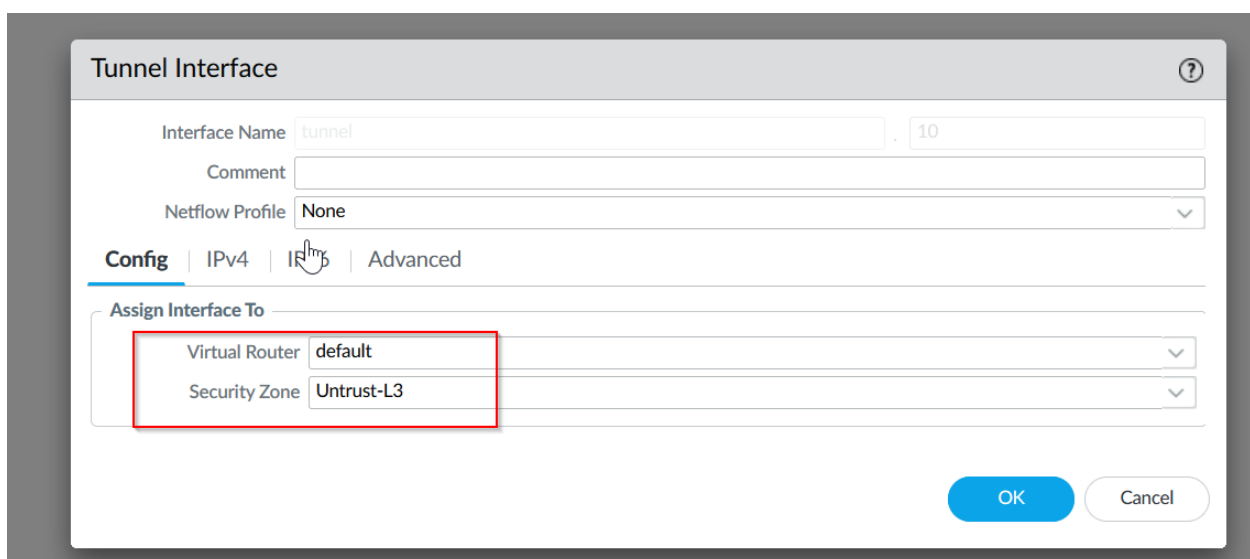 Tunnel Interface
Interface Name tunnel . 10
Comment
Netflow Profile None
Config IPv4 IPv6 Advanced
Assign Interface To
Virtual Router default
Security Zone Untrust-L3
OK Cancel